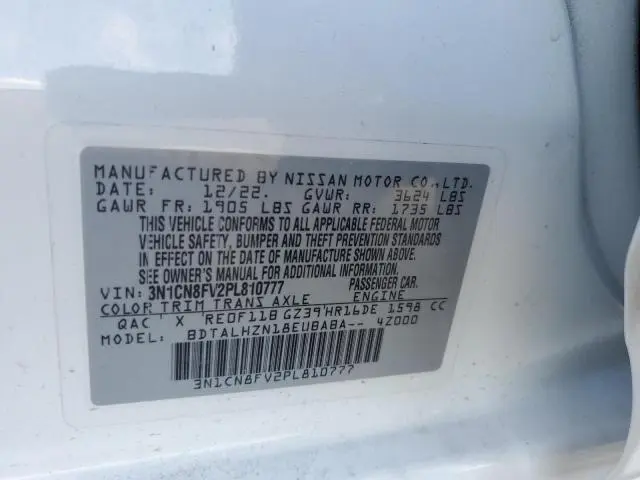 MANUFACTURED BY NISSAN MOTOR CO.,LTD.
DATE: 12/22. GVWR: 3624 LBS
GAWR FR: 1905 LBS GAWR RR: 1735 LBS
THIS VEHICLE CONFORMS TO ALL APPLICABLE FEDERAL MOTOR
VEHICLE SAFETY, BUMPER AND THEFT PREVENTION STANDARDS
IN EFFECT ON THE DATE OF MANUFACTURE SHOWN ABOVE.
SEE OWNER'S MANUAL FOR ADDITIONAL INFORMATION.
VIN: 3N1CN8FV2PL810777 PASSENGER CAR.
COLOR TRIM TRANS AXLE ENGINE
QAC X RE0F11B GZ39 HR16DE 1598 CC
BDTALHZN18EUBABA-- 4Z000
3N1CN8FV2PL810777